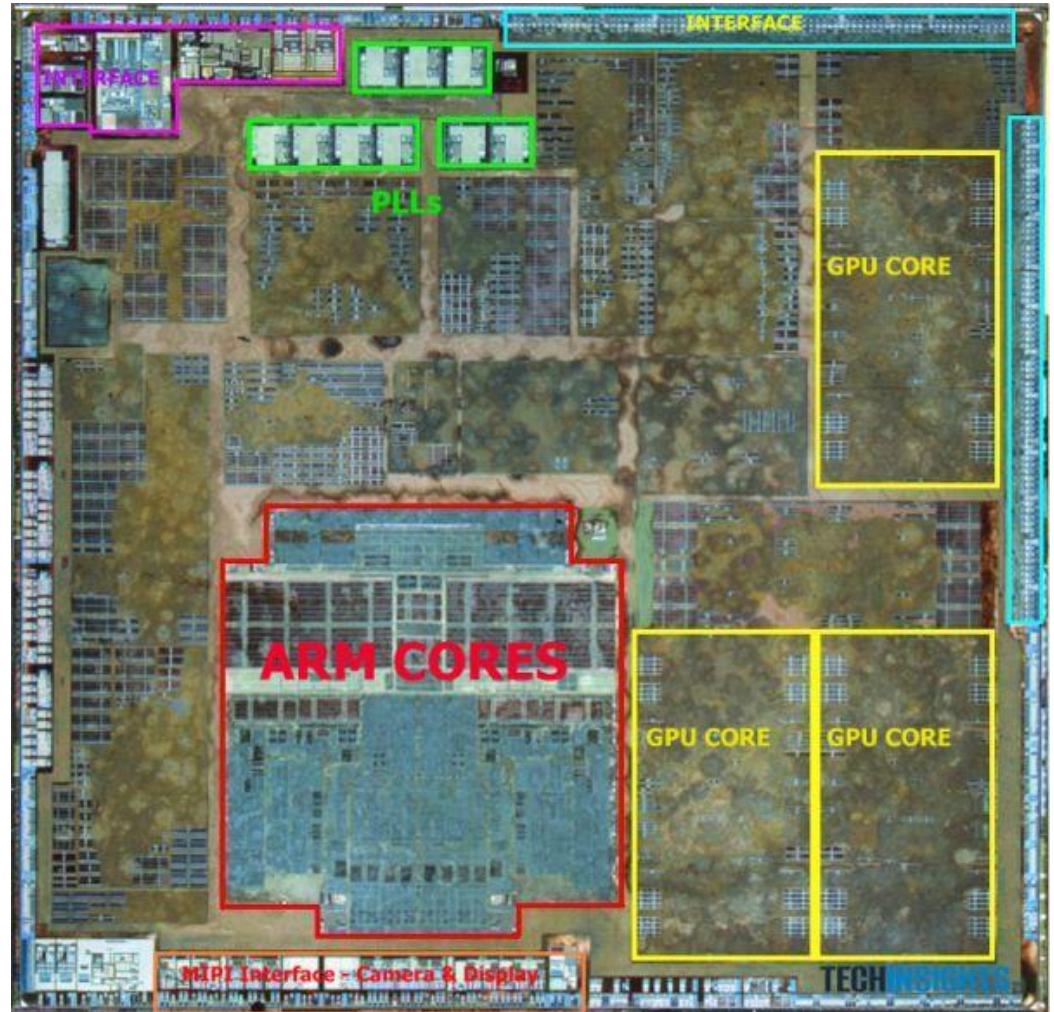 INTERFACE
INTERFACE
PLLs
GPU CORE
ARM CORES
GPU CORE
GPU CORE
MIPI Interface - Camera & Display
TECHINSIGHTS